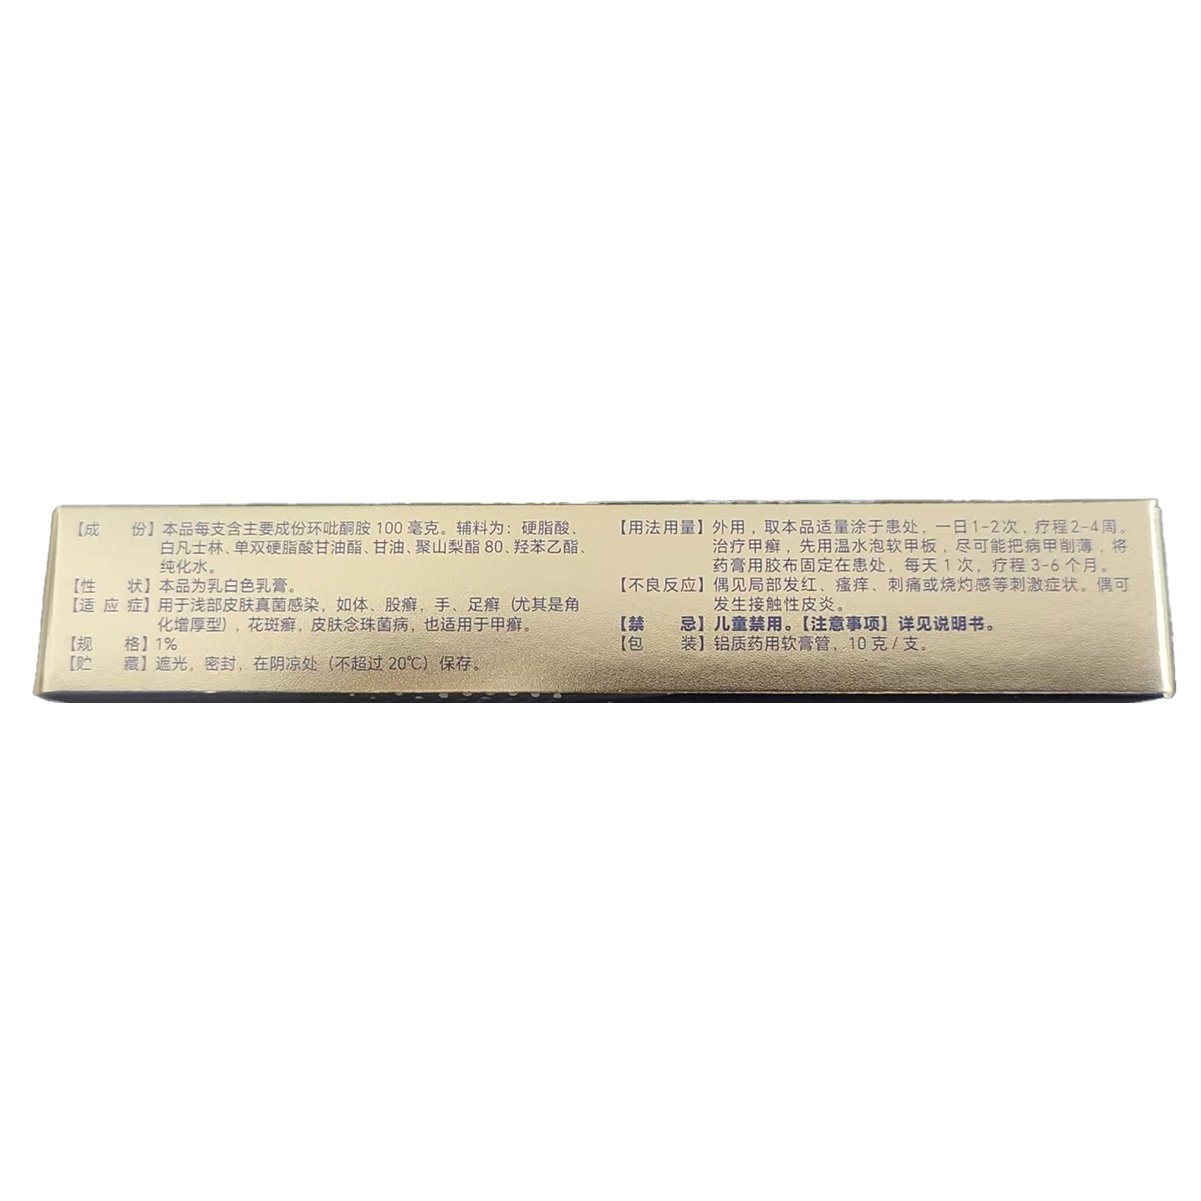 【成份】本品每支含主要成份环吡酮胺 100 毫克。辅料为：硬脂酸、
白凡士林、单双硬脂酸甘油酯、甘油、聚山梨酯 80、羟苯乙酯、
纯化水。
【性状】本品为乳白色乳膏。
【适应症】用于浅部皮肤真菌感染，如体、股癣，手、足癣（尤其是角
化增厚型），花斑癣，皮肤念珠菌病，也适用于甲癣。
【规格】1%
【贮藏】遮光，密封，在阴凉处（不超过 20℃）保存。
【用法用量】外用，取本品适量涂于患处，一日1-2次，疗程2-4周。
治疗甲癣，先用温水泡软甲板，尽可能把病甲削薄，将
药膏用胶布固定在患处，每天 1 次，疗程 3-6 个月。
【不良反应】偶见局部发红、瘙痒、刺痛或烧灼感等刺激症状。偶可
发生接触性皮炎。
【禁忌】儿童禁用。【注意事项】详见说明书。
【包装】铝质药用软膏管，10 克 / 支。